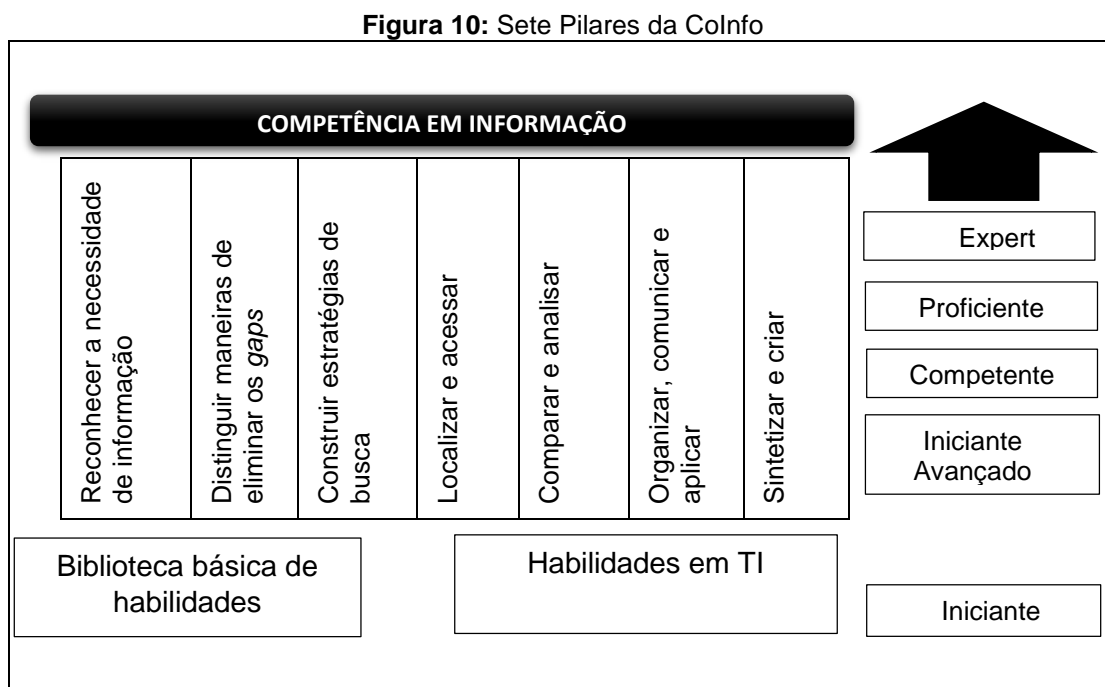 Figura 10: Sete Pilares da CoInfo
COMPETÊNCIA EM INFORMAÇÃO
Reconhecer a necessidade
de informação
Distinguir maneiras de
eliminar os gaps
Construir estratégias de
busca
Localizar e acessar
Comparar e analisar
Organizar, comunicar e
aplicar
Sintetizar e criar
Expert
Proficiente
Competente
Iniciante
Avançado
Biblioteca básica de
habilidades
Habilidades em TI
Iniciante